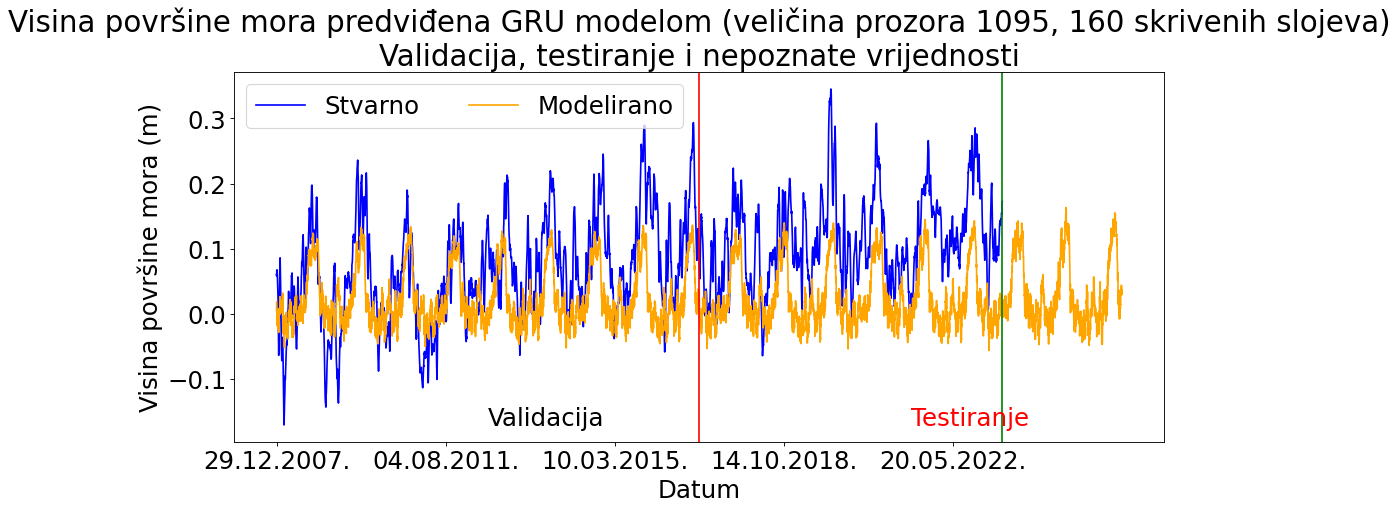 Visina površine mora predviđena GRU modelom (veličina prozora 1095, 160 skrivenih slojeva)
Validacija, testiranje i nepoznate vrijednosti
Stvarno Modelirano
Visina površine mora (m)
0.3
0.2
0.1
0.0
−0.1
Validacija Testiranje
29.12.2007. 04.08.2011. 10.03.2015. 14.10.2018. 20.05.2022.
Datum